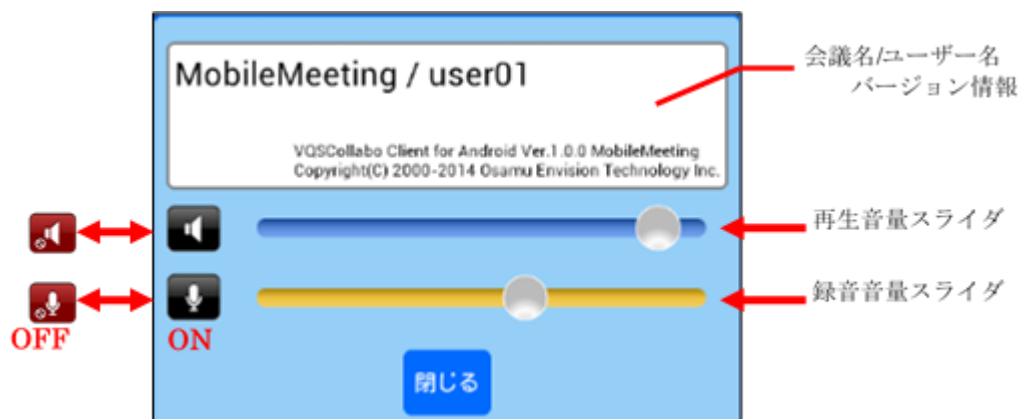 MobileMeeting / user01
会議名/ユーザー名
バージョン情報
VQSCollabo Client for Android Ver.1.0.0 MobileMeeting
Copyright(C) 2000-2014 Osamu Envision Technology Inc.
再生音量スライダ
録音音量スライダ
OFF
ON
閉じる